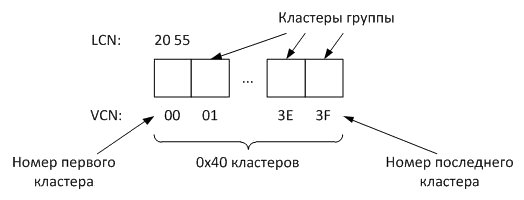 Кластеры группы
LCN: 20 55
...
VCN: 00 01 3E 3F
0x40 кластеров
Номер первого
кластера
Номер последнего
кластера